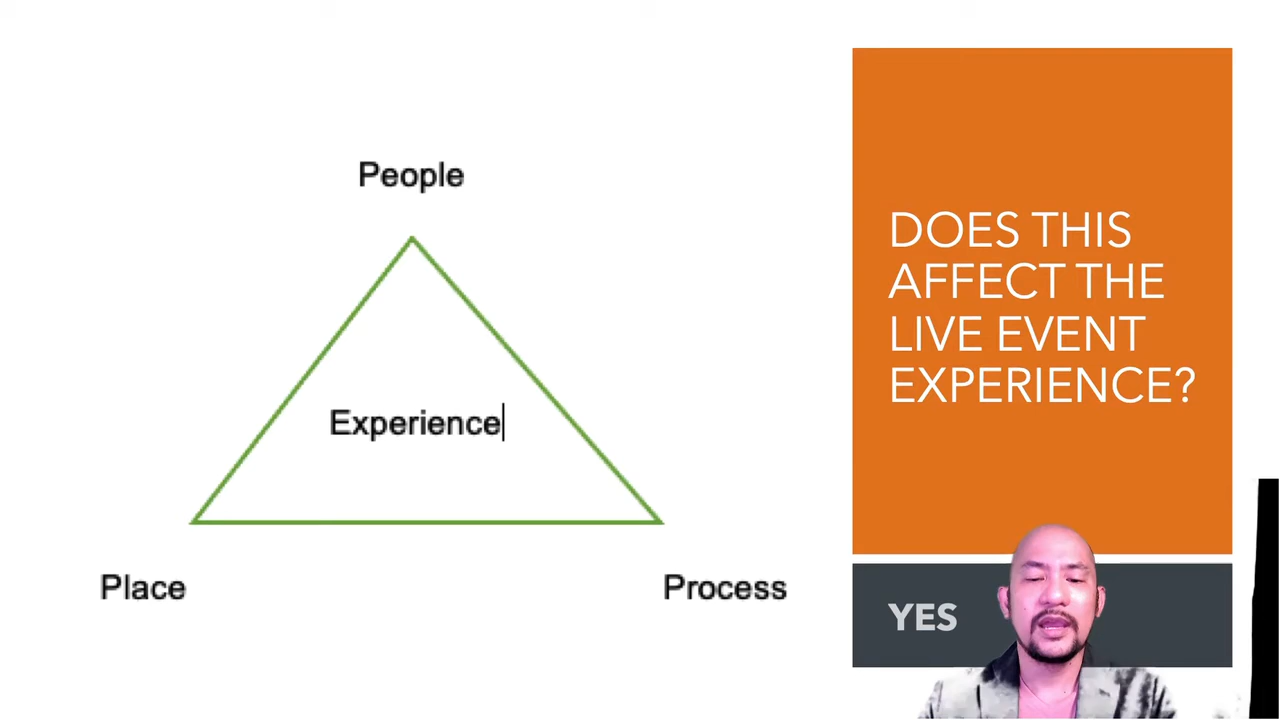 People
Experience
Place
Process
DOES THIS
AFFECT THE
LIVE EVENT
EXPERIENCE?
YES